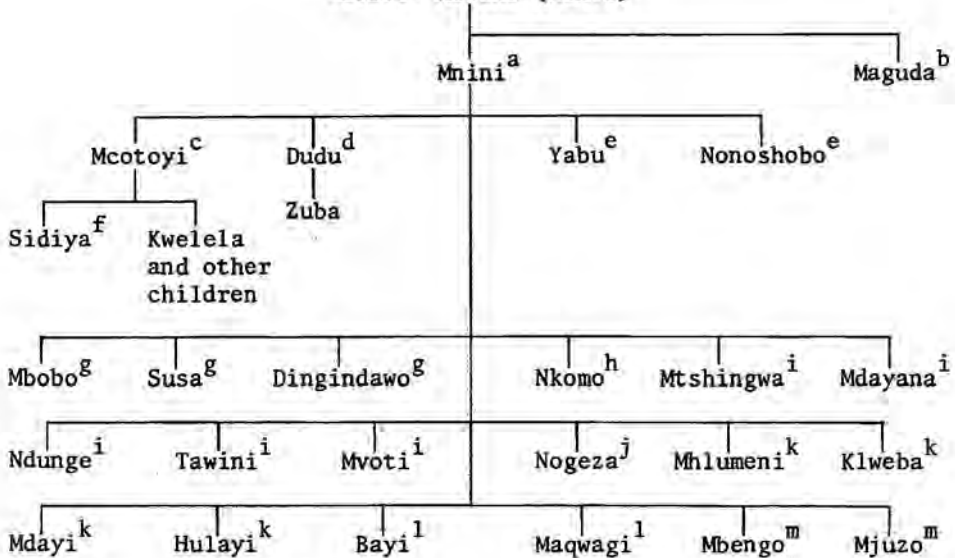 Mnini^a Maguda^b
Mcotoyi^c Dudu^d Yabu^e Nonoshobo^e
Sidiya^f Kwelela Zuba
and other
children
Mbobo^g Susa^g Dingindawo^g Nkomo^h Mtshingwa^i Mdayana^i
Ndunge^i Tawini^i Mvoti^i Nogeza^j Mhlumeni^k Klweba^k
Mdayi^k Hulayi^k Bayi^l Maqwagi^l Mbengo^m Mjuzo^m